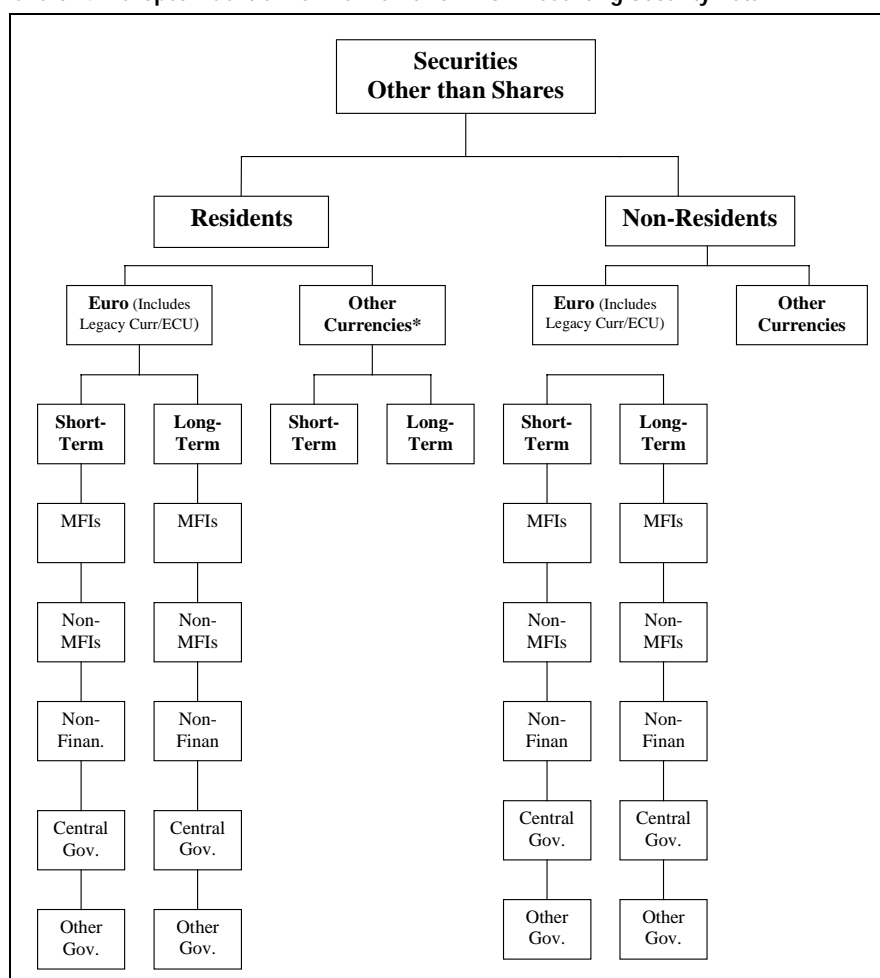 Securities
Other than Shares
Residents
Non-Residents
Euro (Includes
Legacy Curr/ECU)
Other
Currencies*
Euro (Includes
Legacy Curr/ECU)
Other
Currencies
Short-
Term
Long-
Term
Short-
Term
Long-
Term
Short-
Term
Long-
Term
MFIs
MFIs
MFIs
MFIs
Non-
MFIs
Non-
MFIs
Non-
MFIs
Non-
MFIs
Non-
Finan.
Non-
Finan
Non-
Finan
Non-
Finan
Central
Gov.
Central
Gov.
Central
Gov.
Central
Gov.
Other
Gov.
Other
Gov.
Other
Gov.
Other
Gov.